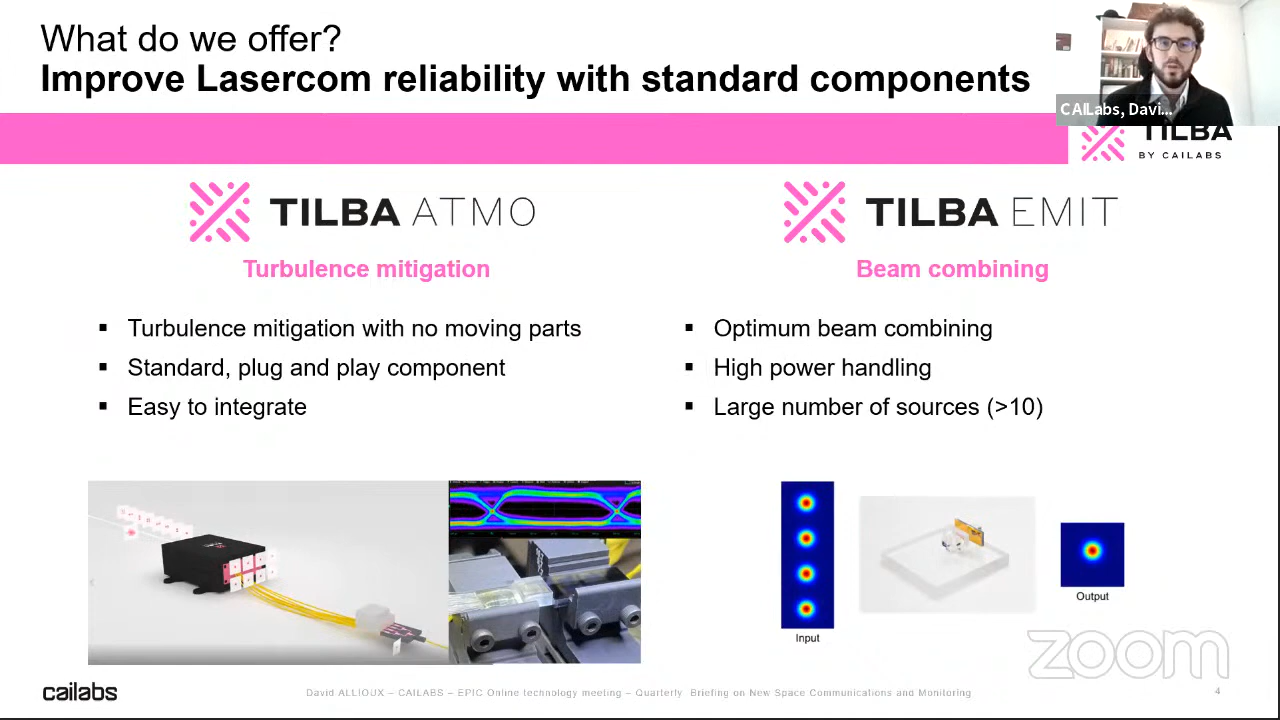 What do we offer?
Improve Lasercom reliability with standard components
CAILabs, Davi...
TILBA
BY CAILABS
TILBA ATMO
TILBA EMIT
Turbulence mitigation
Beam combining
▪ Turbulence mitigation with no moving parts
▪ Standard, plug and play component
▪ Easy to integrate
▪ Optimum beam combining
▪ High power handling
▪ Large number of sources (>10)
Input
Output
zoom
cailabs
David ALLIOUX – CAILABS – EPIC Online technology meeting – Quarterly Briefing on New Space Communications and Monitoring
4